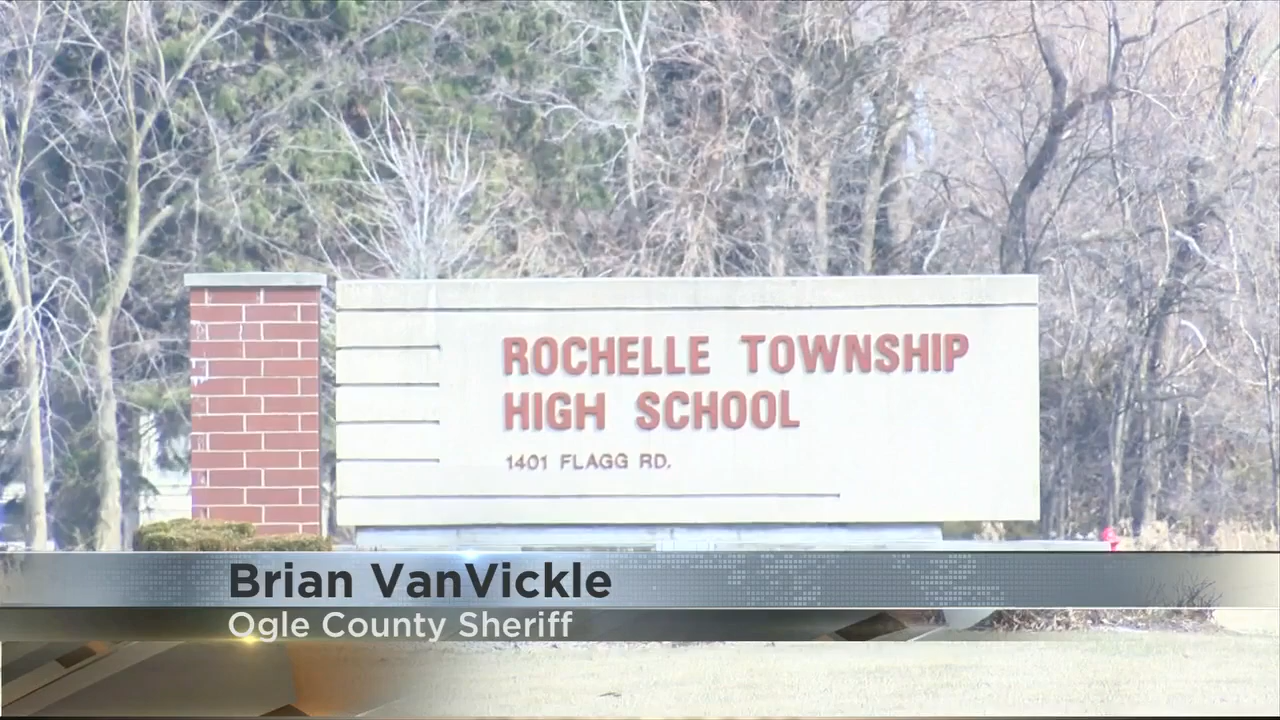 ROCHELLE TOWNSHIP
HIGH SCHOOL
1401 FLAGG RD.
Brian VanVickle
Ogle County Sheriff